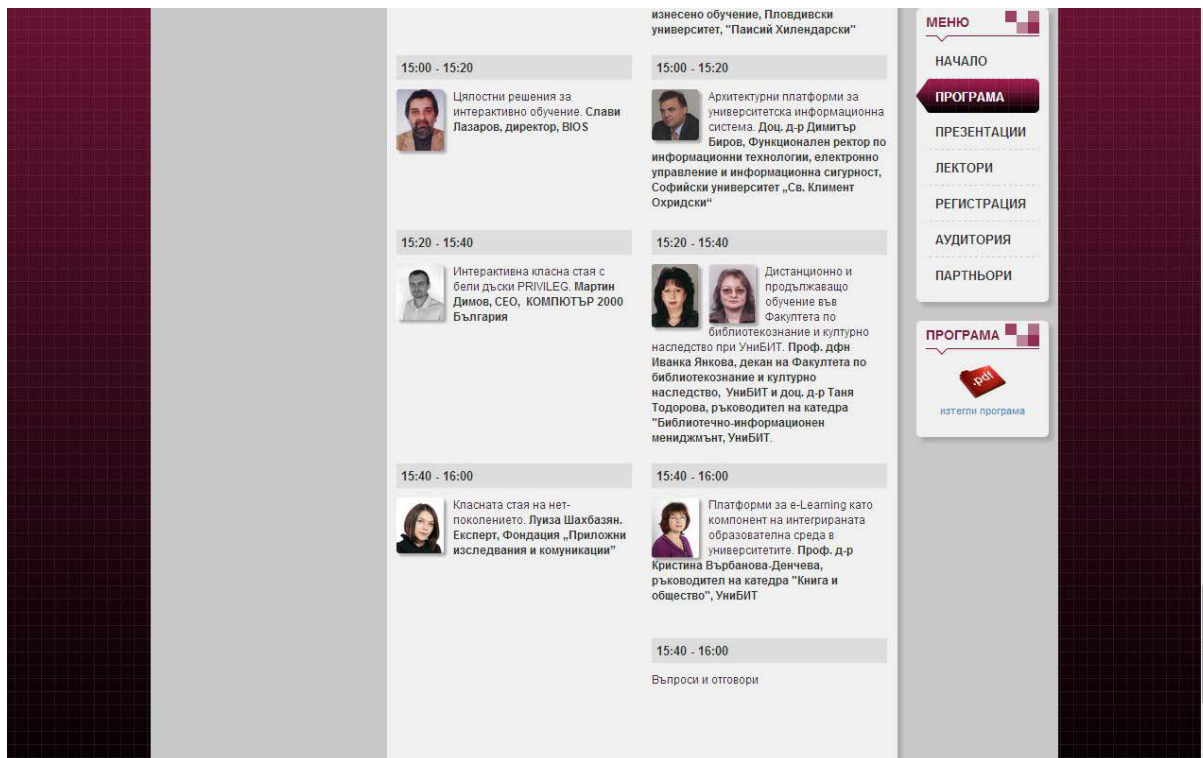 изнесено обучение, Пловдивски
университет, "Паисий Хилендарски"
15:00 - 15:20
Цялостни решения за
интерактивно обучение. Слави
Лазаров, директор, BIOS
15:00 - 15:20
Архитектурни платформи за
университетска информационна
система. Доц. д-р Димитър
Биров, Функционален ректор по
информационни технологии, електронно
управление и информационна сигурност,
Софийски университет „Св. Климент
Охридски“
15:20 - 15:40
Интерактивна класна стая с
бели дъски PRIVILEG. Мартин
Димов, CEO, КОМПЮТЪР 2000
България
15:20 - 15:40
Дистанционно и
продължаващо
обучение във
Факултета по
библиотекознание и културно
наследство при УниБИТ. Проф. дфн
Иванка Янкова, декан на Факултета по
библиотекознание и културно
наследство, УниБИТ и доц. д-р Таня
Тодорова, ръководител на катедра
"Библиотечно-информационен
мениджмънт, УниБИТ.
15:40 - 16:00
Класната стая на нет-
поколението. Луиза Шахбазян.
Експерт, Фондация „Приложни
изследвания и комуникации”
15:40 - 16:00
Платформи за e-Learning като
компонент на интегрираната
образователна среда в
университетите. Проф. д-р
Кристина Върбанова-Денчева,
ръководител на катедра "Книга и
общество", УниБИТ
15:40 - 16:00
Въпроси и отговори
МЕНЮ
НАЧАЛО
ПРОГРАМА
ПРЕЗЕНТАЦИИ
ЛЕКТОРИ
РЕГИСТРАЦИЯ
АУДИТОРИЯ
ПАРТНЬОРИ
ПРОГРАМА
.pdf
изтегли програма